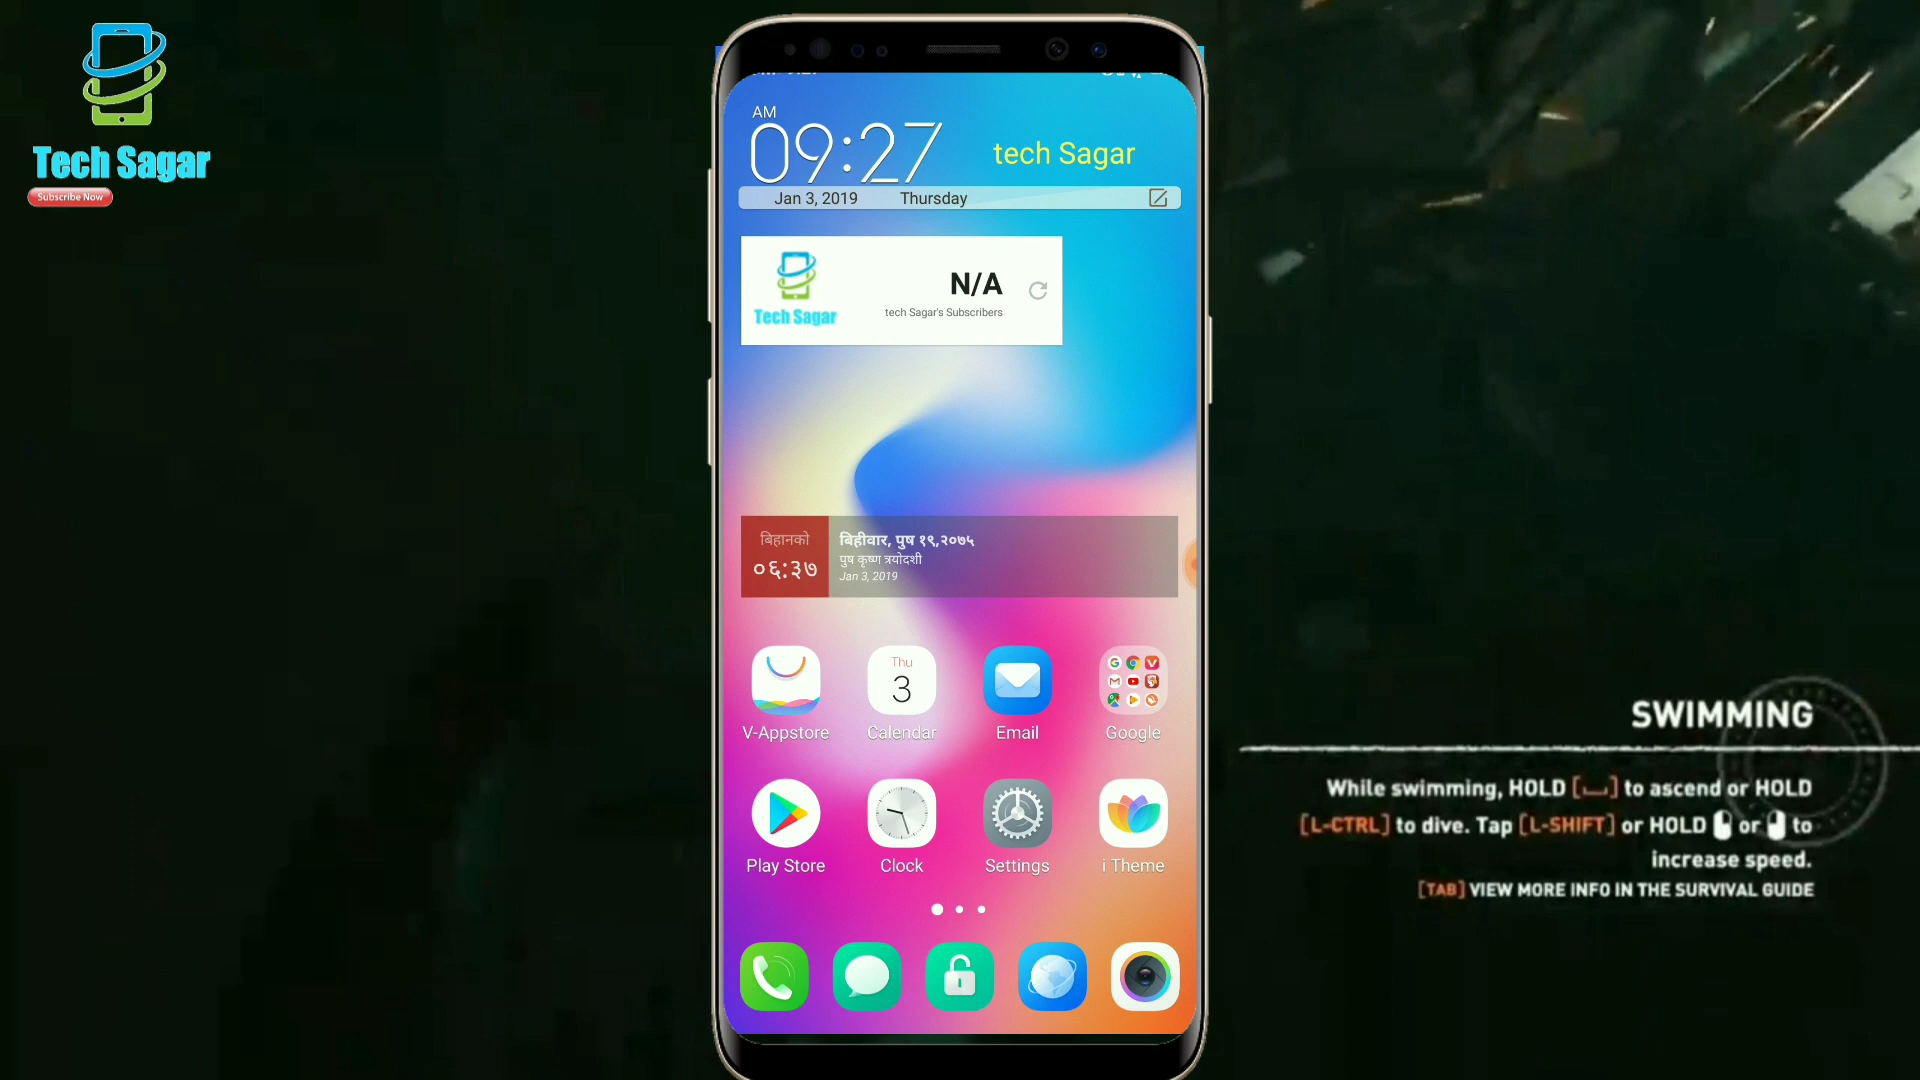 Tech Sagar
Subscribe Now
AM
09:27
tech Sagar
Jan 3, 2019 Thursday
Tech Sagar
N/A
tech Sagar's Subscribers
बिहानको
०६:३७
बिहीवार, पुष १९,२०७५
पुष कृष्ण त्रयोदशी
Jan 3, 2019
Thu
3
V-Appstore Calendar Email Google
Play Store Clock Settings i Theme
SWIMMING
While swimming, HOLD [⎵] to ascend or HOLD
[L-CTRL] to dive. Tap [L-SHIFT] or HOLD or to
increase speed.
[TAB] VIEW MORE INFO IN THE SURVIVAL GUIDE